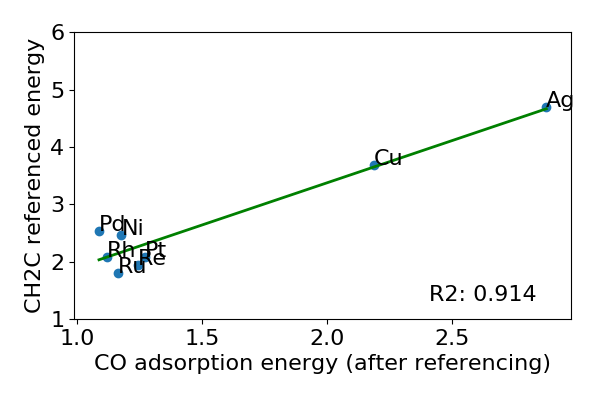 6
5
4
3
2
1
CH2C referenced energy
Ag
Cu
Pd
Ni
Rh
Pt
Re
Ru
R2: 0.914
1.0
1.5
2.0
2.5
CO adsorption energy (after referencing)